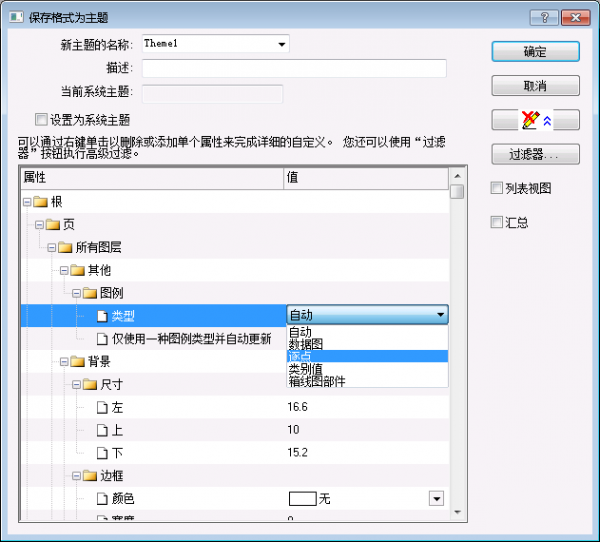 保存格式为主题
新主题的名称: Theme1
确定
描述:
取消
当前系统主题:
设置为系统主题
可以通过右键单击以删除或添加单个属性来完成详细的自定义。 您还可以使用“过滤
器”按钮执行高级过滤。
过滤器...
列表视图
汇总
属性 值
根
页
所有图层
其他
图例
类型 自动
自动
仅使用一种图例类型并自动更新
数据图
逐点
类别值
箱线图部件
背景
尺寸
左 16.6
上 10
下 15.2
边框
颜色 无